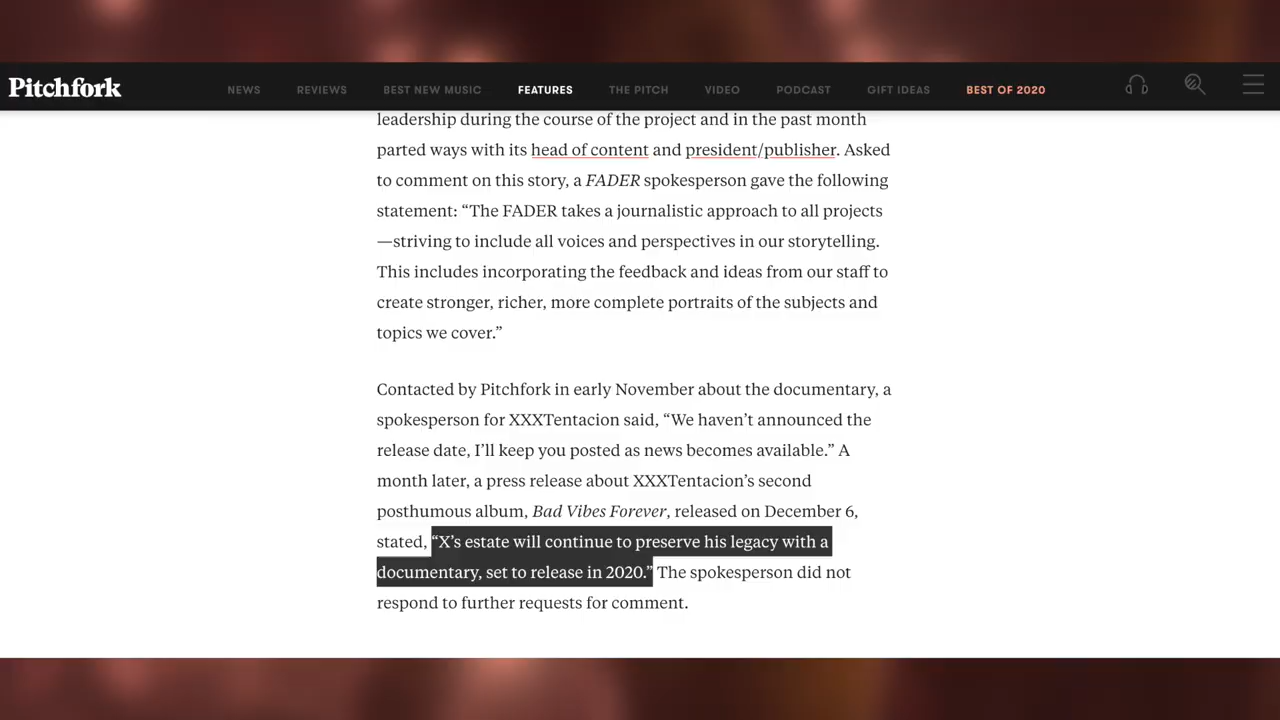 Pitchfork
NEWS REVIEWS BEST NEW MUSIC FEATURES THE PITCH VIDEO PODCAST GIFT IDEAS BEST OF 2020
leadership during the course of the project and in the past month
parted ways with its head of content and president/publisher. Asked
to comment on this story, a FADER spokesperson gave the following
statement: “The FADER takes a journalistic approach to all projects
—striving to include all voices and perspectives in our storytelling.
This includes incorporating the feedback and ideas from our staff to
create stronger, richer, more complete portraits of the subjects and
topics we cover.”
Contacted by Pitchfork in early November about the documentary, a
spokesperson for XXXTentacion said, “We haven’t announced the
release date, I’ll keep you posted as news becomes available.” A
month later, a press release about XXXTentacion’s second
posthumous album, Bad Vibes Forever, released on December 6,
stated, “X’s estate will continue to preserve his legacy with a
documentary, set to release in 2020.” The spokesperson did not
respond to further requests for comment.